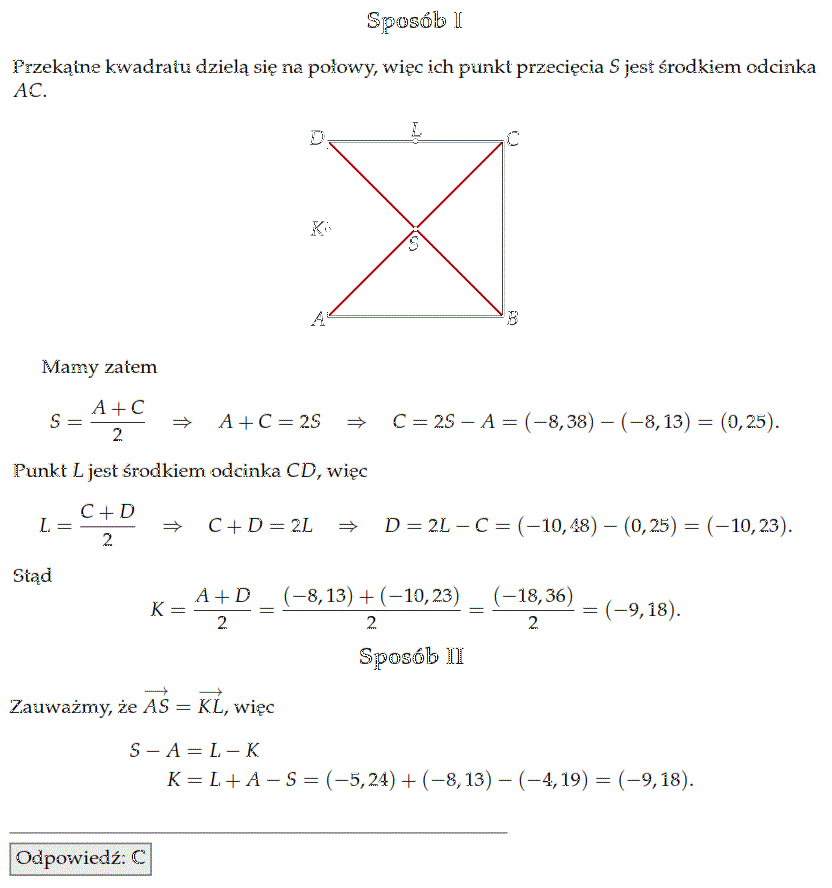 Sposób I
Przekątne kwadratu dzielą się na połowy, więc ich punkt przecięcia S jest środkiem odcinka
AC.
D L C
K S
A B
Mamy zatem
S = \frac{A + C}{2} ⇒ A + C = 2S ⇒ C = 2S − A = (−8, 38) − (−8, 13) = (0, 25).
Punkt L jest środkiem odcinka CD, więc
L = \frac{C + D}{2} ⇒ C + D = 2L ⇒ D = 2L − C = (−10, 48) − (0, 25) = (−10, 23).
Stąd
K = \frac{A + D}{2} = \frac{(−8, 13) + (−10, 23)}{2} = \frac{(−18, 36)}{2} = (−9, 18).
Sposób II
Zauważmy, że \overrightarrow{AS} = \overrightarrow{KL}, więc
S − A = L − K
K = L + A − S = (−5, 24) + (−8, 13) − (−4, 19) = (−9, 18).
Odpowiedź: C